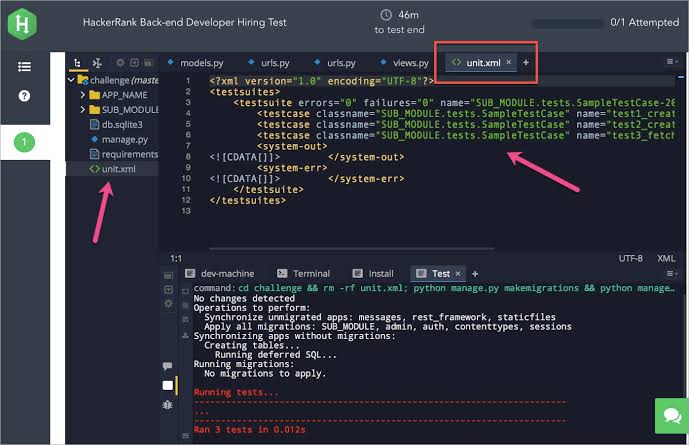 HackerRank Back-end Developer Hiring Test
46m
to test end
0/1 Attempted
models.py
urls.py
urls.py
views.py
<> unit.xml × +
challenge (maste
APP_NAME
SUB_MODULE
db.sqlite3
manage.py
requirements
<> unit.xml
1
1 <?xml version="1.0" encoding="UTF-8"?>
2 <testsuites>
3 <testsuite errors="0" failures="0" name="SUB_MODULE.tests.SampleTestCase-20
4 <testcase classname="SUB_MODULE.tests.SampleTestCase" name="test1_creat
5 <testcase classname="SUB_MODULE.tests.SampleTestCase" name="test2_creat
6 <testcase classname="SUB_MODULE.tests.SampleTestCase" name="test3_fetch
7 <system-out>
8 <![CDATA[]]> </system-out>
9 <system-err>
10 <![CDATA[]]> </system-err>
11 </testsuite>
12 </testsuites>
13
1:1
UTF-8 XML
dev-machine
Terminal
Install
Test × +
command: cd challenge && rm -rf unit.xml; python manage.py makemigrations && python manage…
No changes detected
Operations to perform:
Synchronize unmigrated apps: messages, rest_framework, staticfiles
Apply all migrations: SUB_MODULE, admin, auth, contenttypes, sessions
Synchronizing apps without migrations:
Creating tables...
Running deferred SQL...
Running migrations:
No migrations to apply.
Running tests...
----------------------------------------------------------------------
...
----------------------------------------------------------------------
Ran 3 tests in 0.012s